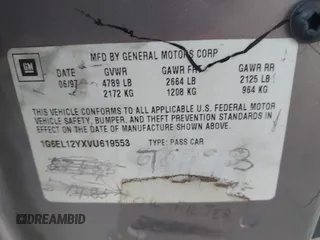 GM
MFD BY GENERAL MOTORS CORP
DATE GVWR GAWR FRT GAWR RR
06/97 4789 LB 2664 LB 2125 LB
2172 KG 1208 KG 964 KG
THIS VEHICLE CONFORMS TO ALL APPLICABLE U.S. FEDERAL MOTOR
VEHICLE SAFETY, BUMPER, AND THEFT PREVENTION STANDARDS IN
EFFECT ON THE DATE OF MANUFACTURE SHOWN ABOVE.
1G6EL12YXVU619553 TYPE: PASS CAR
OIL FILTER
DREAMBID